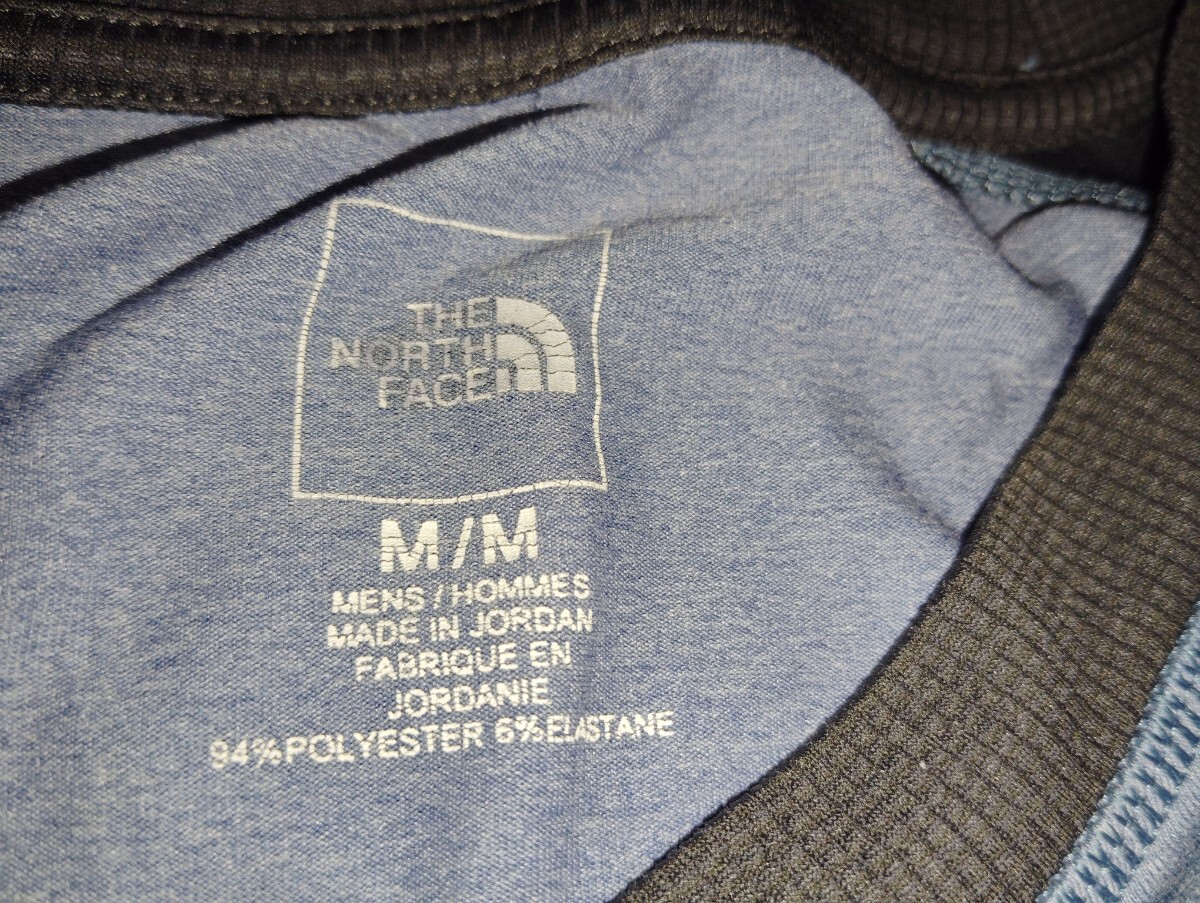 THE
NORTH
FACE
M/M
MENS / HOMMES
MADE IN JORDAN
FABRIQUE EN
JORDANIE
94%POLYESTER 6%ELASTANE